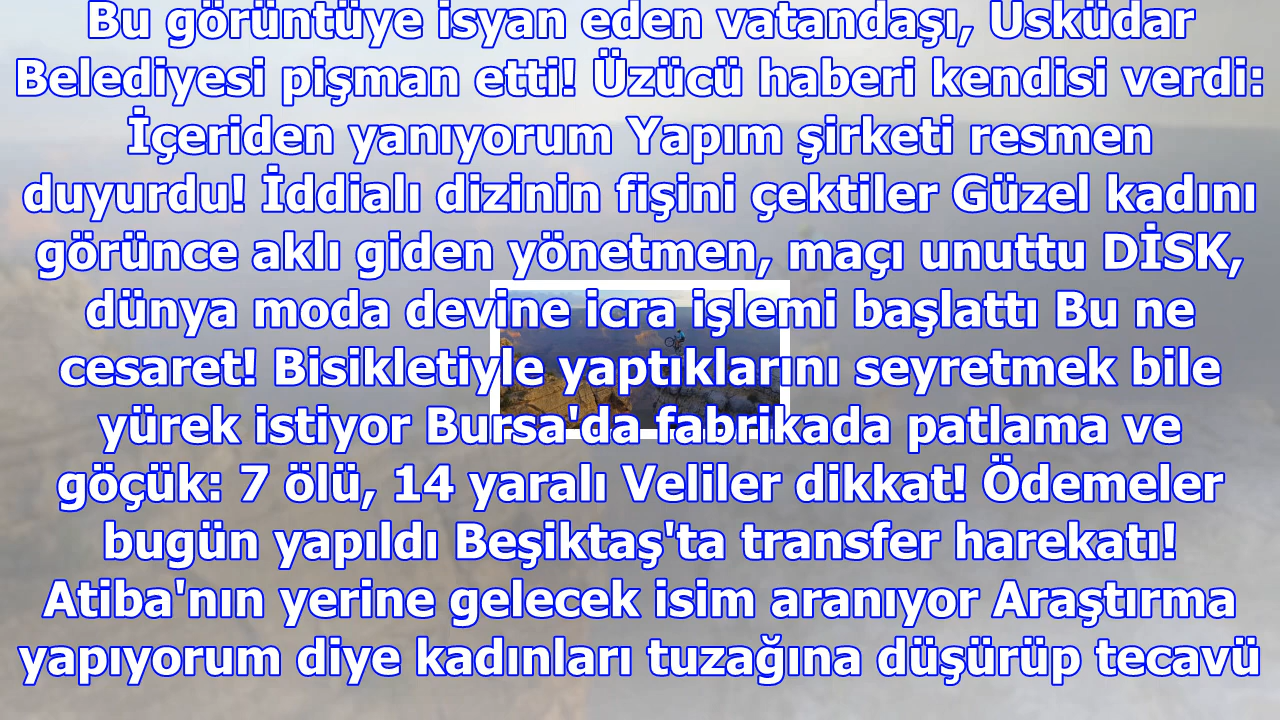 Bu görüntüye isyan eden vatandaşı, Üsküdar
Belediyesi pişman etti! Üzücü haberi kendisi verdi:
İçeriden yanıyorum Yapım şirketi resmen
duyurdu! İddialı dizinin fişini çektiler Güzel kadını
görünce aklı giden yönetmen, maçı unuttu DİSK,
dünya moda devine icra işlemi başlattı Bu ne
cesaret! Bisikletiyle yaptıklarını seyretmek bile
yürek istiyor Bursa'da fabrikada patlama ve
göçük: 7 ölü, 14 yaralı Veliler dikkat! Ödemeler
bugün yapıldı Beşiktaş'ta transfer harekatı!
Atiba'nın yerine gelecek isim aranıyor Araştırma
yapıyorum diye kadınları tuzağına düşürüp tecavü